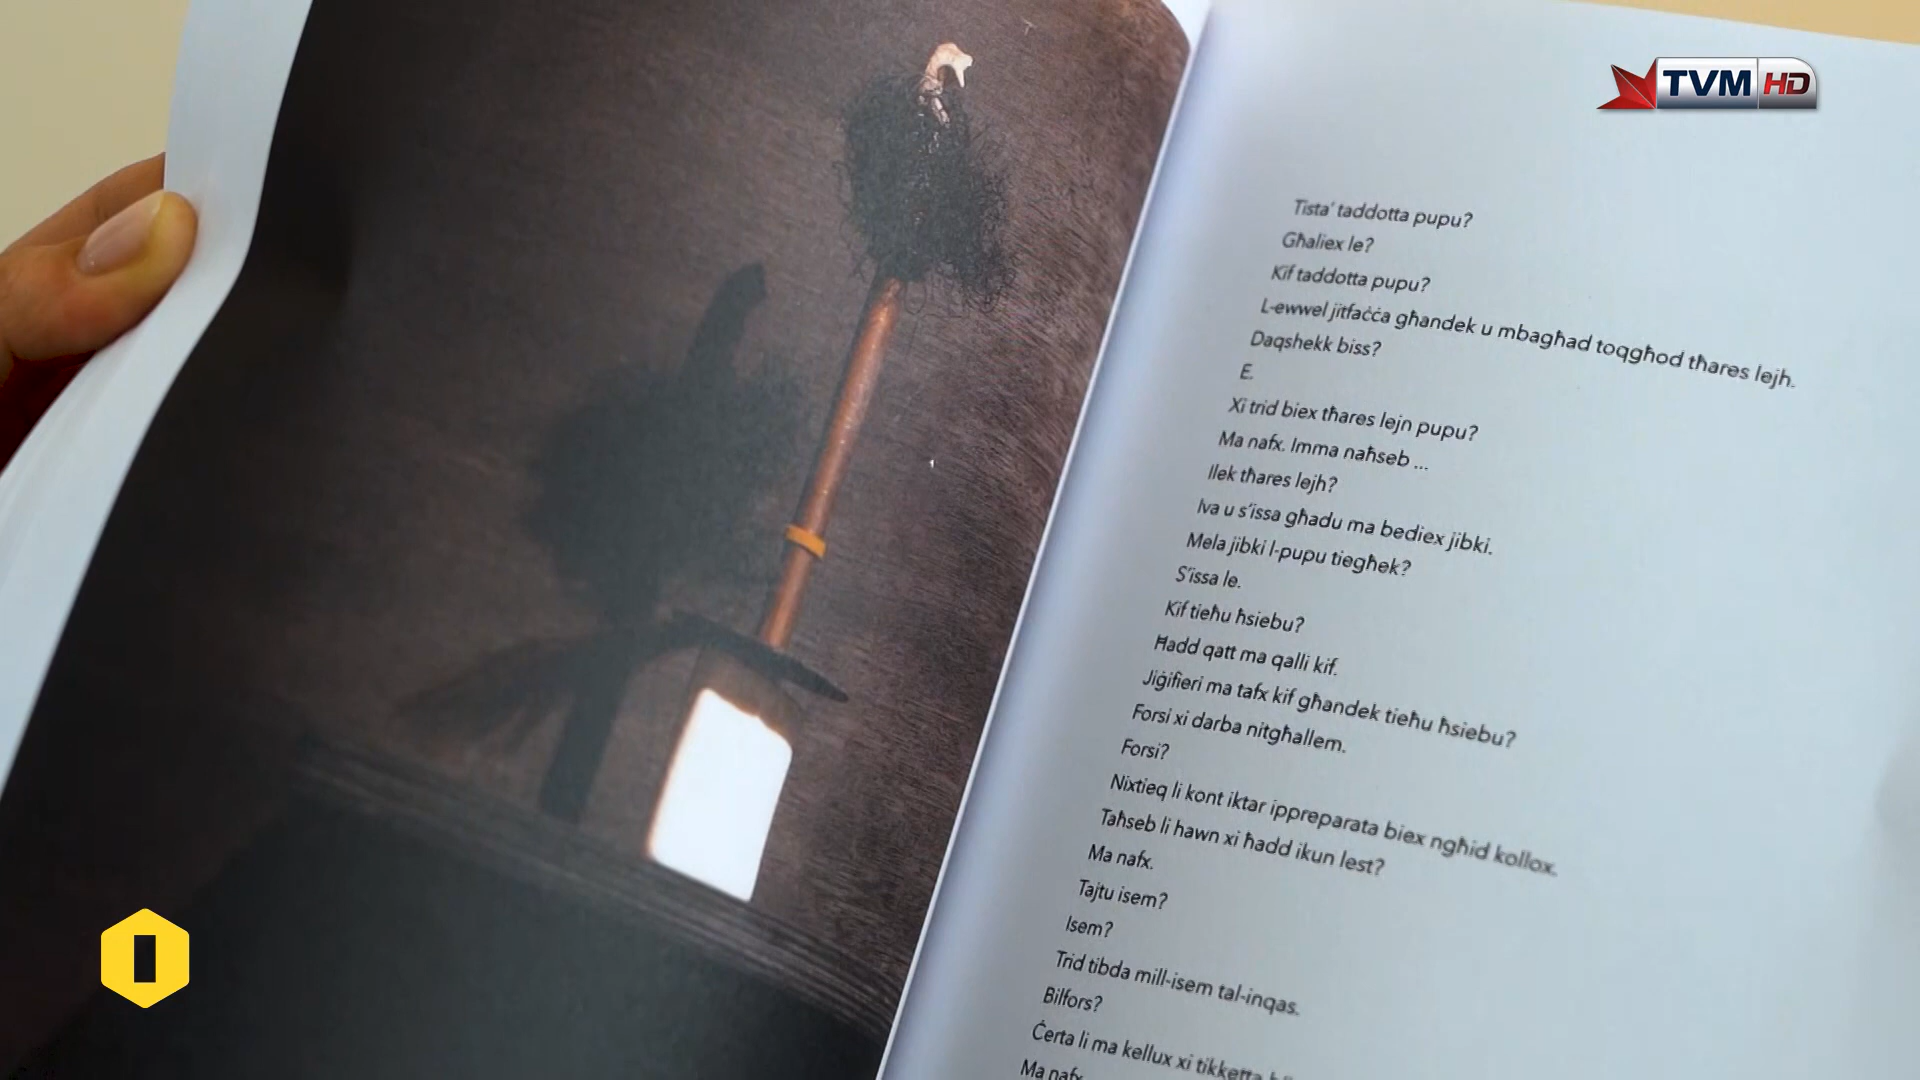 TVM HD
Tista' taddotta pupu?
Għaliex le?
Kif taddotta pupu?
L-ewwel jitfaċċa għandek u mbagħad toqgħod tħares lejh.
Daqshekk biss?
E.
Xi trid biex tħares lejn pupu?
Ma nafx. Imma naħseb ...
Ilek tħares lejh?
Iva u s'issa għadu ma bediex jibki.
Mela jibki l-pupu tiegħek?
S'issa le.
Kif tieħu ħsiebu?
Ħadd qatt ma qalli kif.
Jiġifieri ma tafx kif għandek tieħu ħsiebu?
Forsi xi darba nitgħallem.
Forsi?
Nixtieq li kont iktar ippreparata biex ngħid kollox.
Taħseb li hawn xi ħadd ikun lest?
Ma nafx.
Tajtu isem?
Isem?
Trid tibda mill-isem tal-inqas.
Bilfors?
Ċerta li ma kellux xi tikketta
Ma nafx